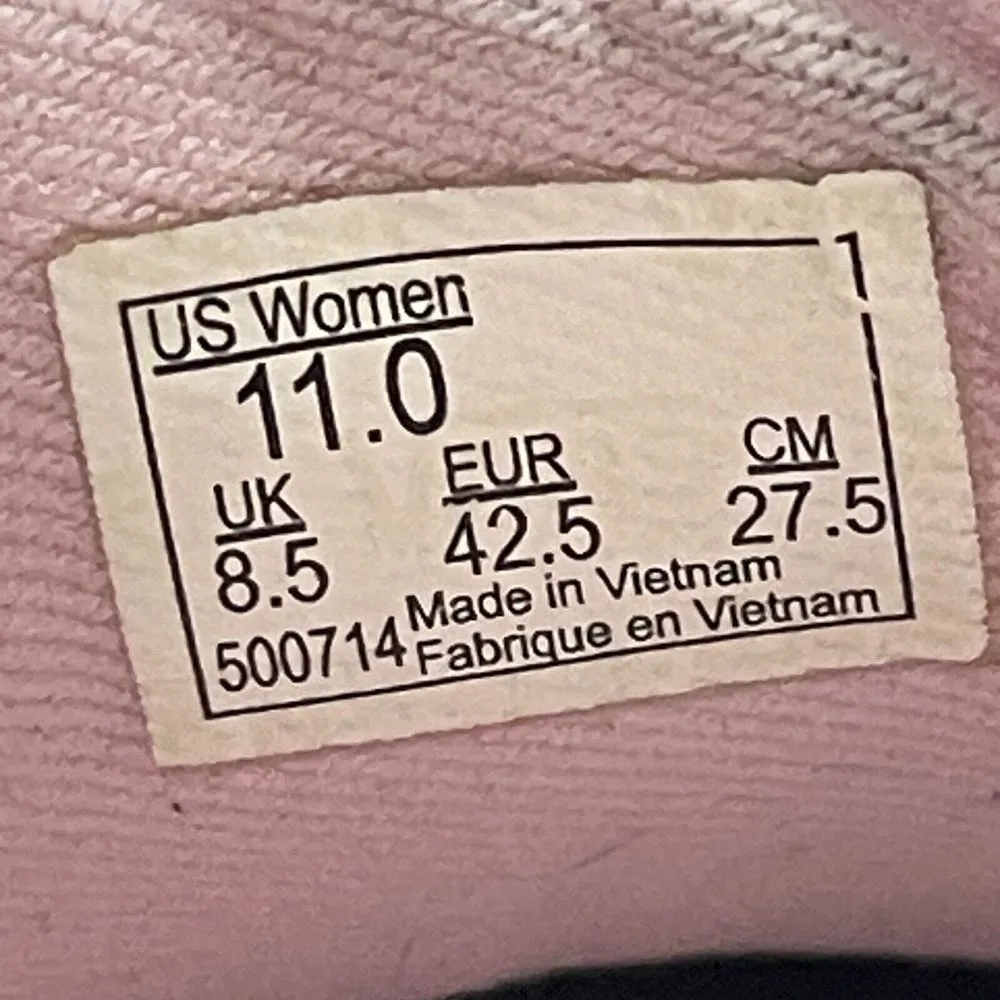 1
US Women
11.0
UK EUR CM
8.5 42.5 27.5
500714 Made in Vietnam
Fabrique en Vietnam